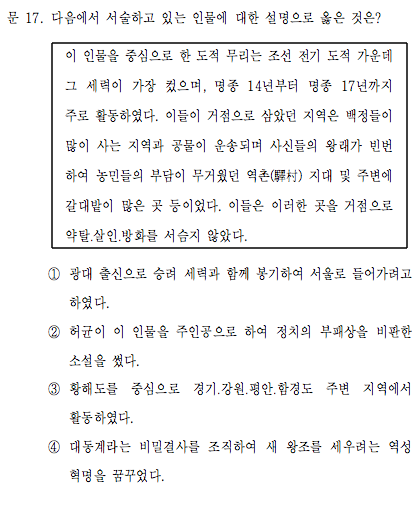 문 17. 다음에서 서술하고 있는 인물에 대한 설명으로 옳은 것은?
이 인물을 중심으로 한 도적 무리는 조선 전기 도적 가운데
그 세력이 가장 컸으며, 명종 14년부터 명종 17년까지
주로 활동하였다. 이들이 거점으로 삼았던 지역은 백정들이
많이 사는 지역과 공물이 운송되며 사신들의 왕래가 빈번
하여 농민들의 부담이 무거웠던 역촌(驛村) 지대 및 주변에
갈대밭이 많은 곳 등이었다. 이들은 이러한 곳을 거점으로
약탈.살인.방화를 서슴지 않았다.
① 광대 출신으로 승려 세력과 함께 봉기하여 서울로 들어가려고
하였다.
② 허균이 이 인물을 주인공으로 하여 정치의 부패상을 비판한
소설을 썼다.
③ 황해도를 중심으로 경기.강원.평안.함경도 주변 지역에서
활동하였다.
④ 대동계라는 비밀결사를 조직하여 새 왕조를 세우려는 역성
혁명을 꿈꾸었다.